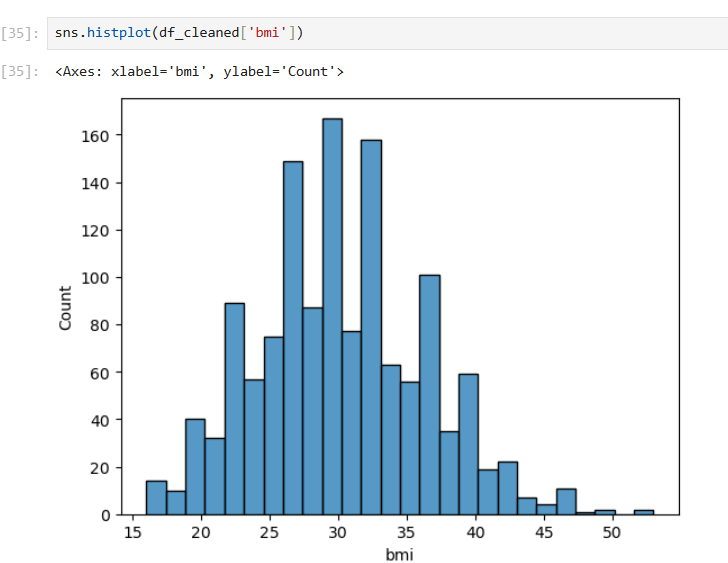 [35]: sns.histplot(df_cleaned['bmi'])
[35]: <Axes: xlabel='bmi', ylabel='Count'>
160
140
120
100
80
60
40
20
0
Count
15 20 25 30 35 40 45 50
bmi